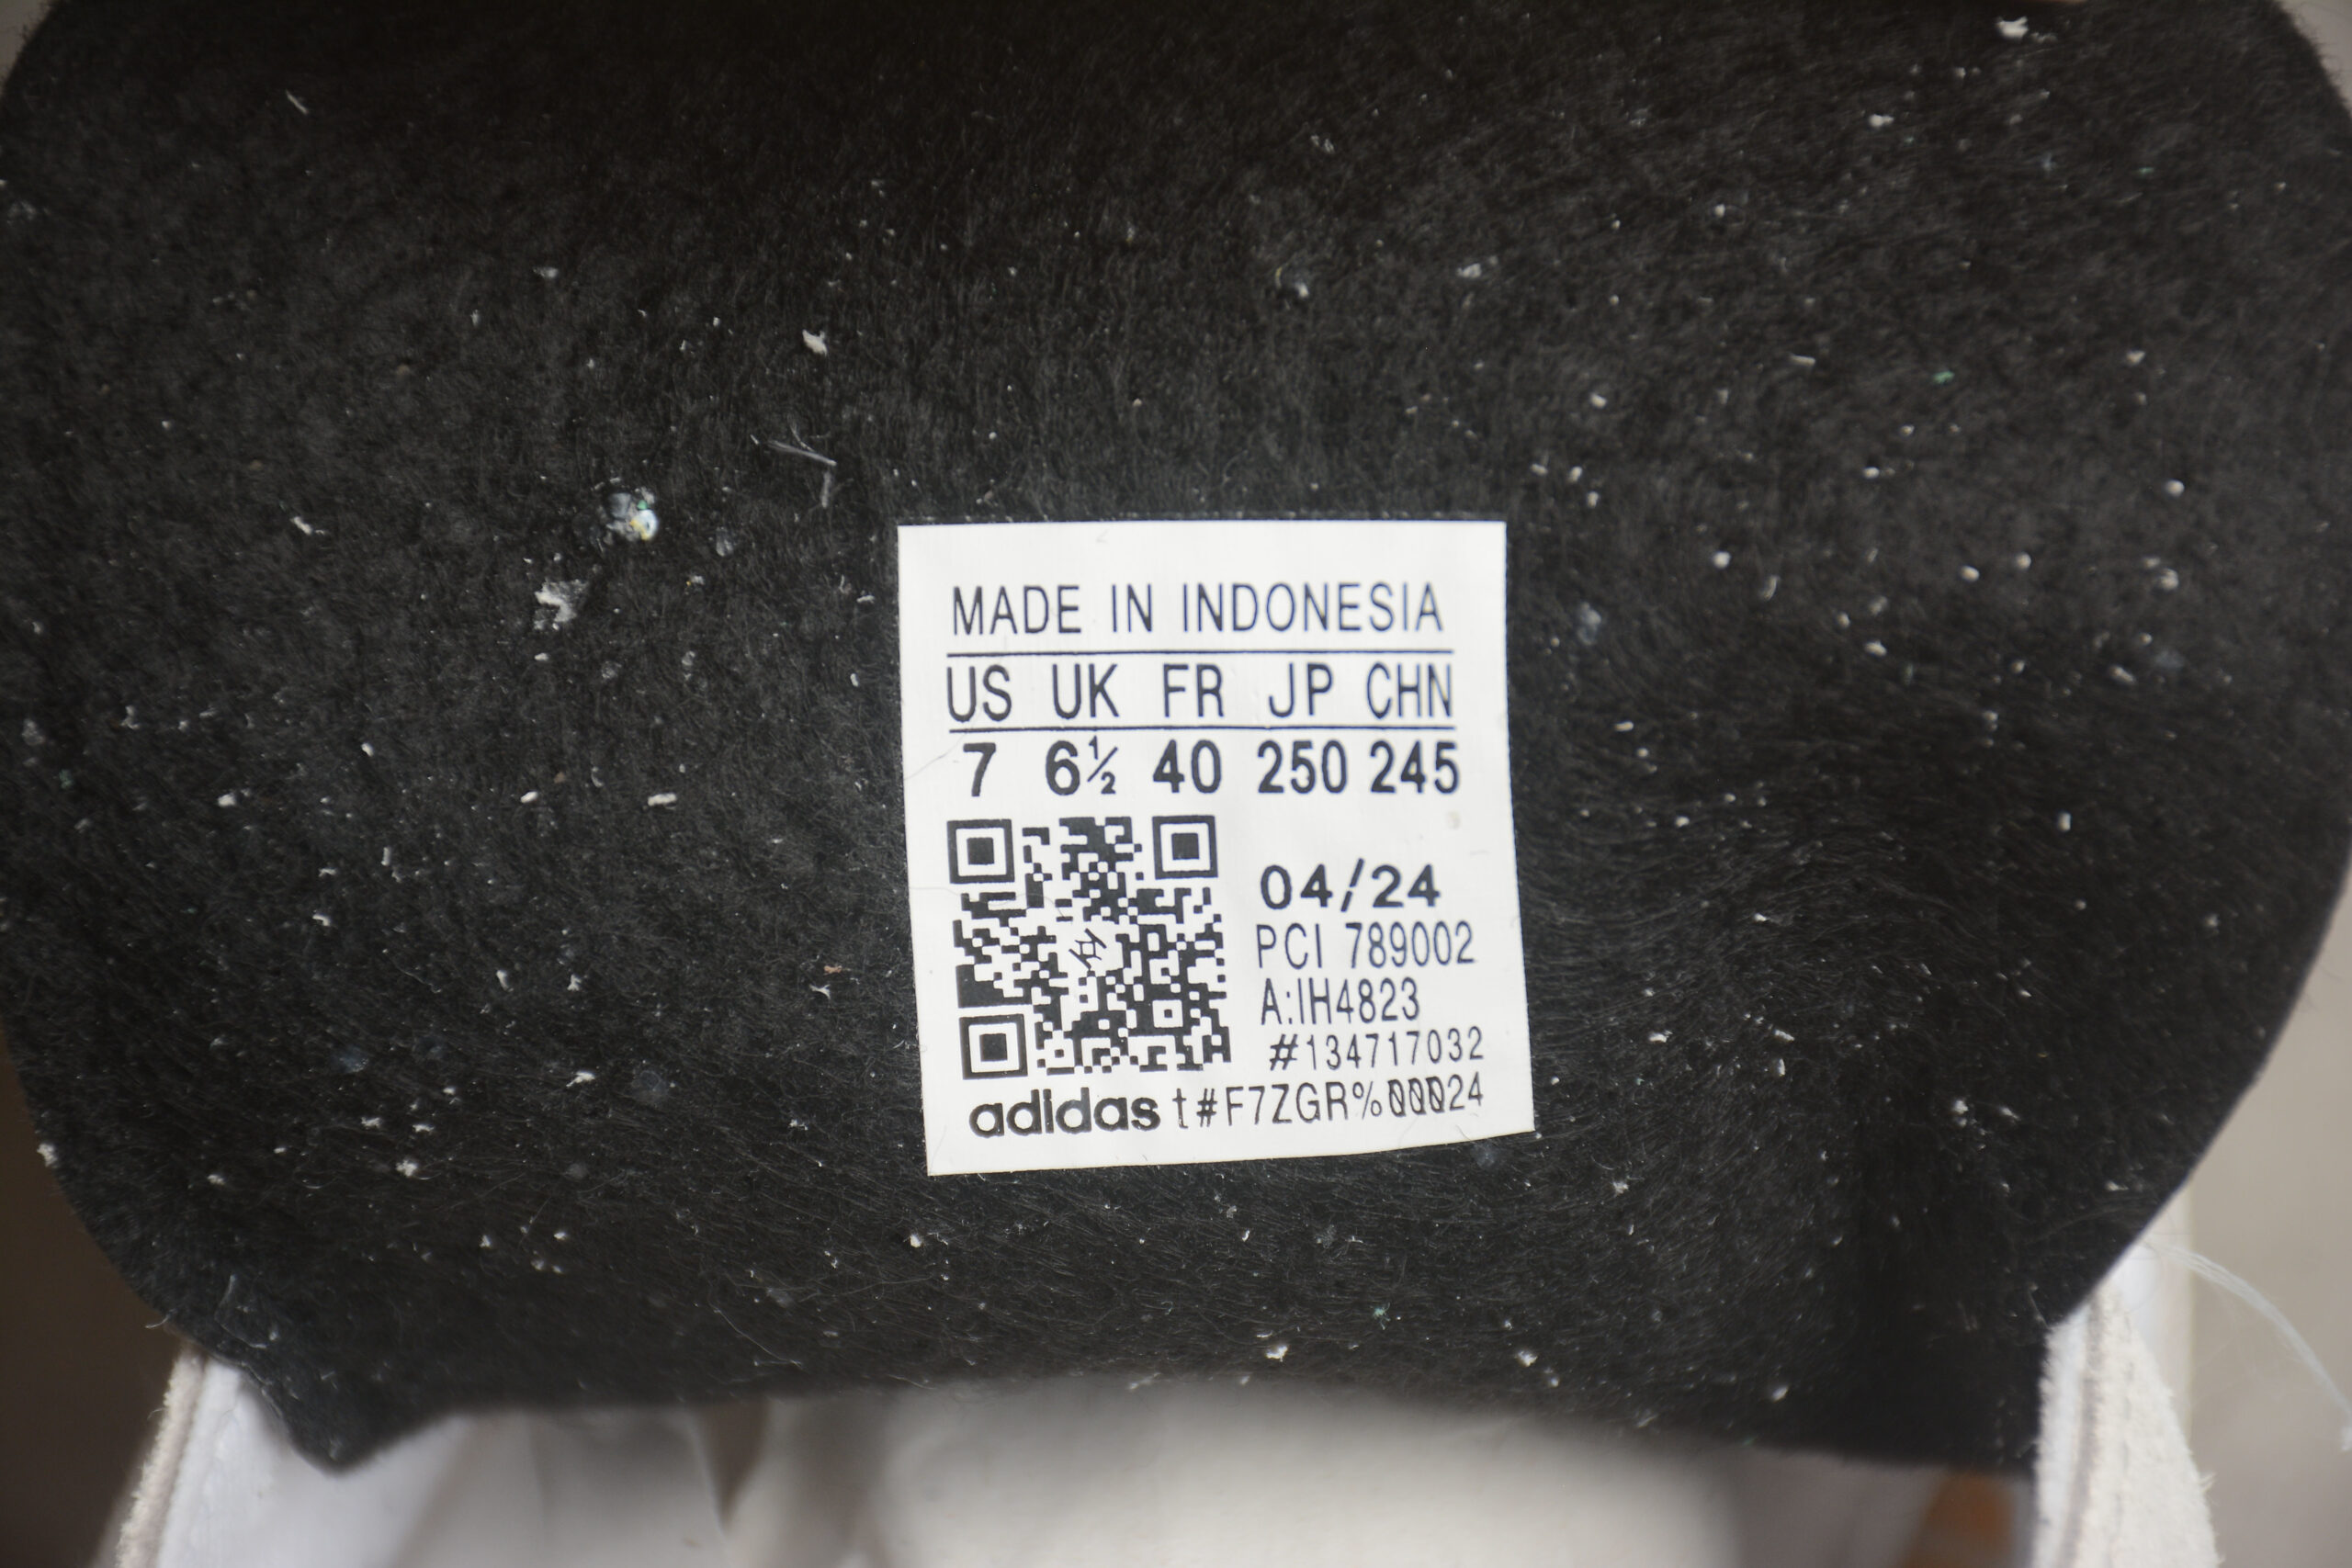 MADE IN INDONESIA
US UK FR JP CHN
7 6½ 40 250 245
04/24
PCI 789002
A:IH4823
#134717032
adidas t#F7ZGR%00024